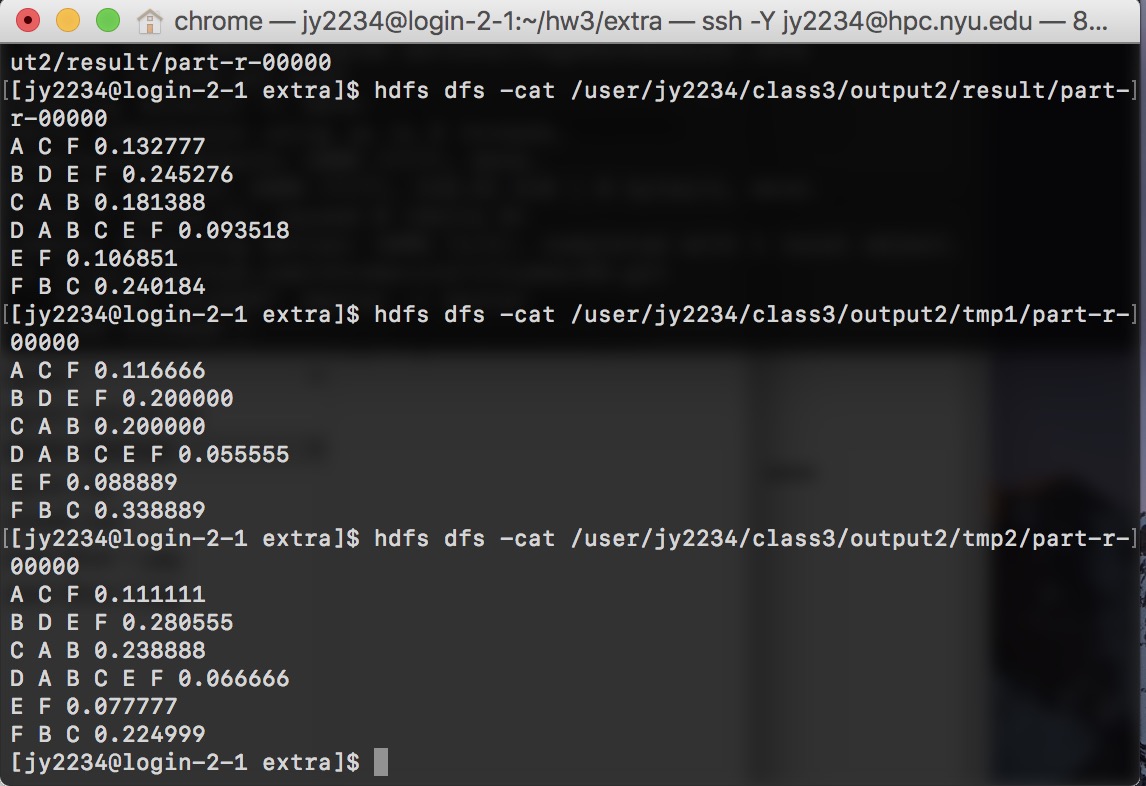 chrome — jy2234@login-2-1:~/hw3/extra — ssh -Y jy2234@hpc.nyu.edu — 8...
ut2/result/part-r-00000
[[jy2234@login-2-1 extra]$ hdfs dfs -cat /user/jy2234/class3/output2/result/part-]
r-00000
A C F 0.132777
B D E F 0.245276
C A B 0.181388
D A B C E F 0.093518
E F 0.106851
F B C 0.240184
[[jy2234@login-2-1 extra]$ hdfs dfs -cat /user/jy2234/class3/output2/tmp1/part-r-]
00000
A C F 0.116666
B D E F 0.200000
C A B 0.200000
D A B C E F 0.055555
E F 0.088889
F B C 0.338889
[[jy2234@login-2-1 extra]$ hdfs dfs -cat /user/jy2234/class3/output2/tmp2/part-r-]
00000
A C F 0.111111
B D E F 0.280555
C A B 0.238888
D A B C E F 0.066666
E F 0.077777
F B C 0.224999
[jy2234@login-2-1 extra]$